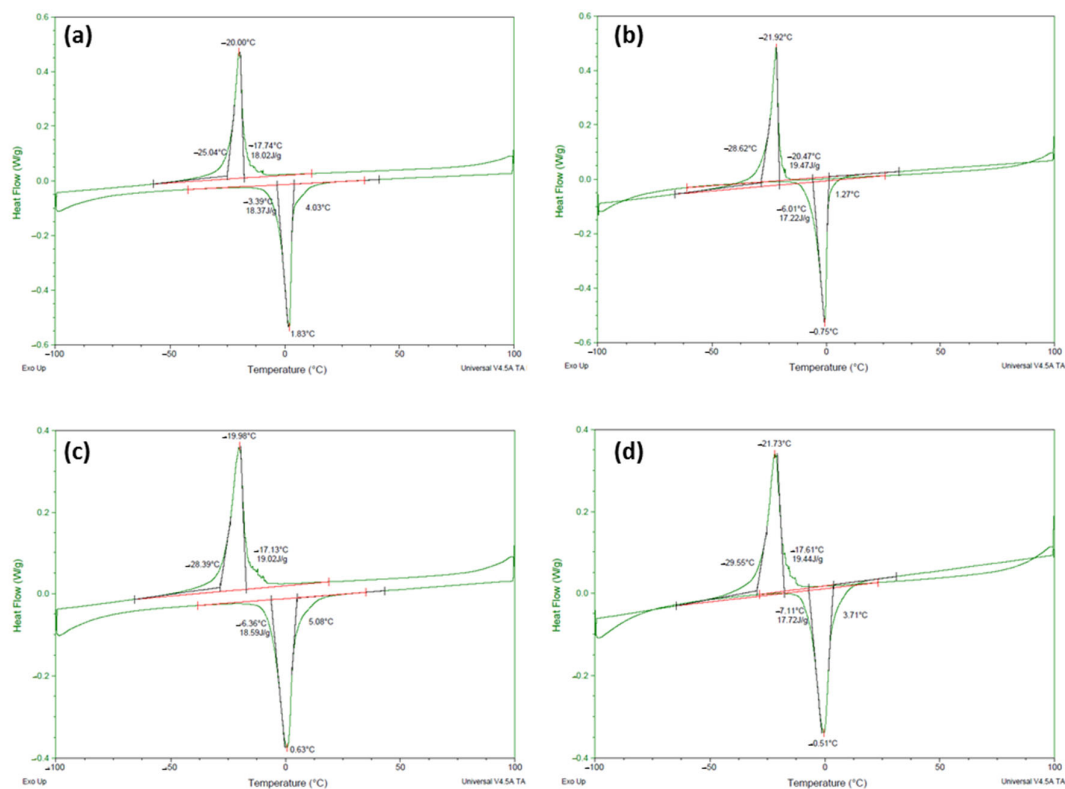 (a)
0.6
0.4
0.2
0.0
−0.2
−0.4
−0.6
Heat Flow (W/g)
−20.00°C
−25.04°C
−17.74°C
18.02J/g
−3.39°C
18.37J/g
4.03°C
1.83°C
−100
−50
0
50
100
Exo Up
Temperature (°C)
Universal V4.5A TA
(b)
0.6
0.4
0.2
0.0
−0.2
−0.4
−0.6
Heat Flow (W/g)
−21.92°C
−28.62°C
−20.47°C
19.47J/g
−6.01°C
17.22J/g
1.27°C
−0.75°C
−100
−50
0
50
100
Exo Up
Temperature (°C)
Universal V4.5A TA
(c)
0.4
0.2
0.0
−0.2
−0.4
Heat Flow (W/g)
−19.98°C
−28.39°C
−17.13°C
19.02J/g
−6.36°C
18.59J/g
5.08°C
0.63°C
−100
−50
0
50
100
Exo Up
Temperature (°C)
Universal V4.5A TA
(d)
0.4
0.2
0.0
−0.2
−0.4
Heat Flow (W/g)
−21.73°C
−29.55°C
−17.61°C
19.44J/g
−7.11°C
17.72J/g
3.71°C
−0.51°C
−100
−50
0
50
100
Exo Up
Temperature (°C)
Universal V4.5A TA